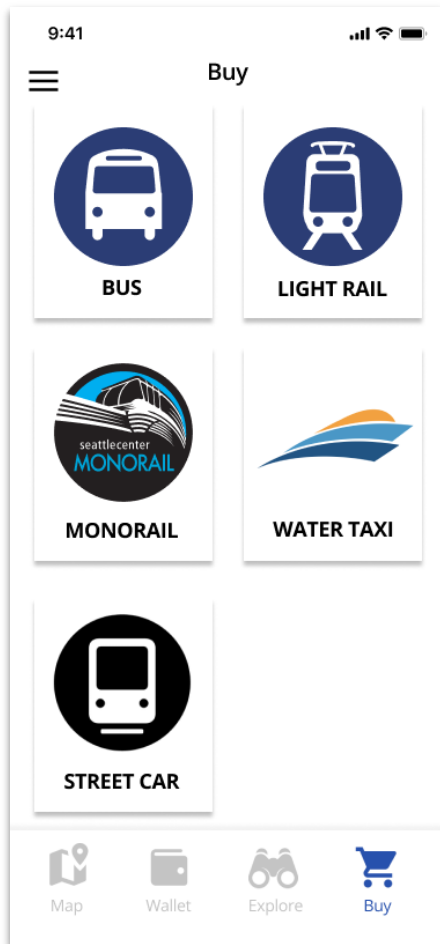 9:41
Buy
BUS
LIGHT RAIL
seattlecenter
MONORAIL
MONORAIL
WATER TAXI
STREET CAR
Map
Wallet
Explore
Buy